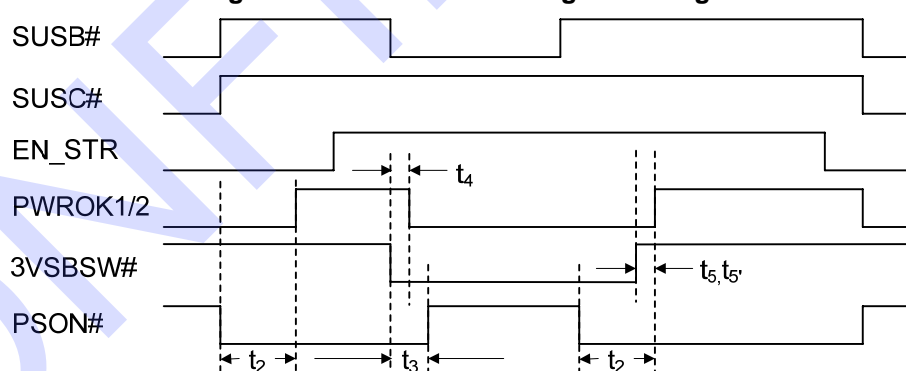 SUSB#
SUSC#
EN_STR
t4
PWROK1/2
3VSBSW#
t5,t5'
PSON#
t2
t3
t2